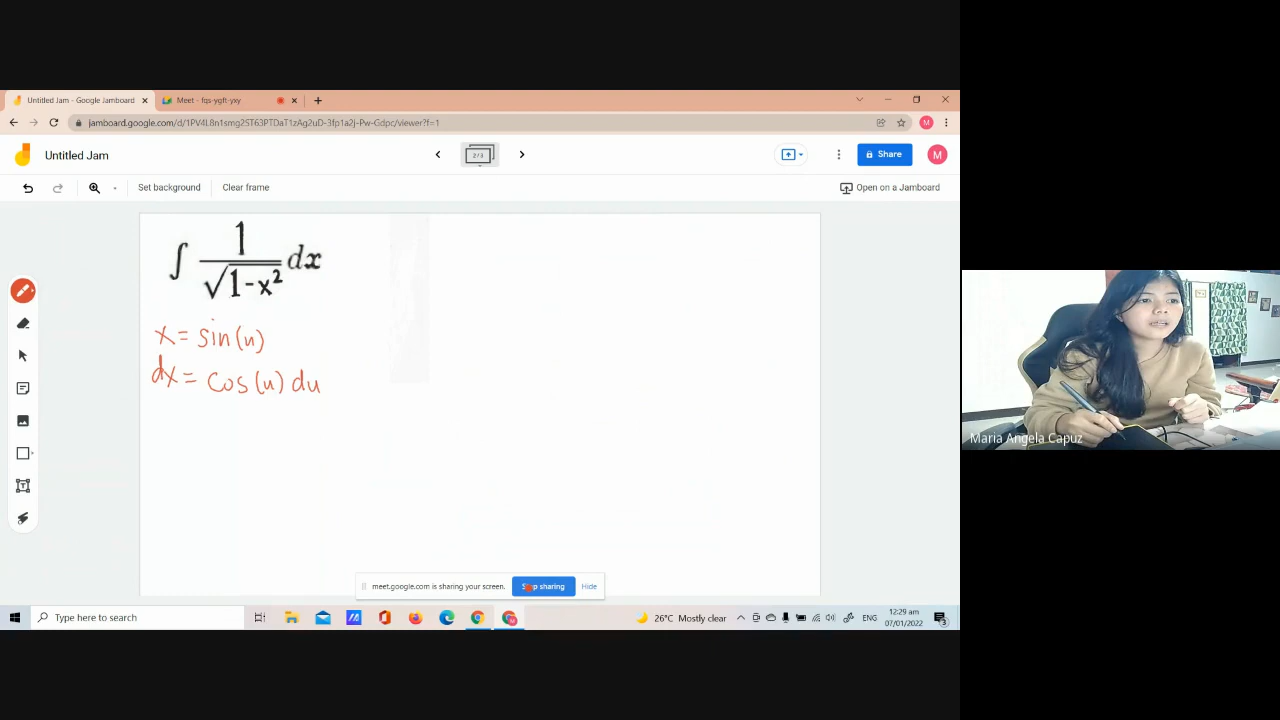 Untitled Jam - Google Jamboard
Meet - fqs-ygft-yxy
jamboard.google.com/d/1PV4L8n1smg2ST63PTDaT1zAg2uD-3fp1a2j-Pw-Gdpc/viewer?f=1
M
Untitled Jam
2 / 3
Share
M
Set background
Clear frame
Open on a Jamboard
∫ 1/√(1-x²) dx
x = sin(u)
dx = cos(u) du
Maria Angela Capuz
meet.google.com is sharing your screen.
Stop sharing
Hide
Type here to search
26°C Mostly clear
ENG
12:29 am
07/01/2022
3